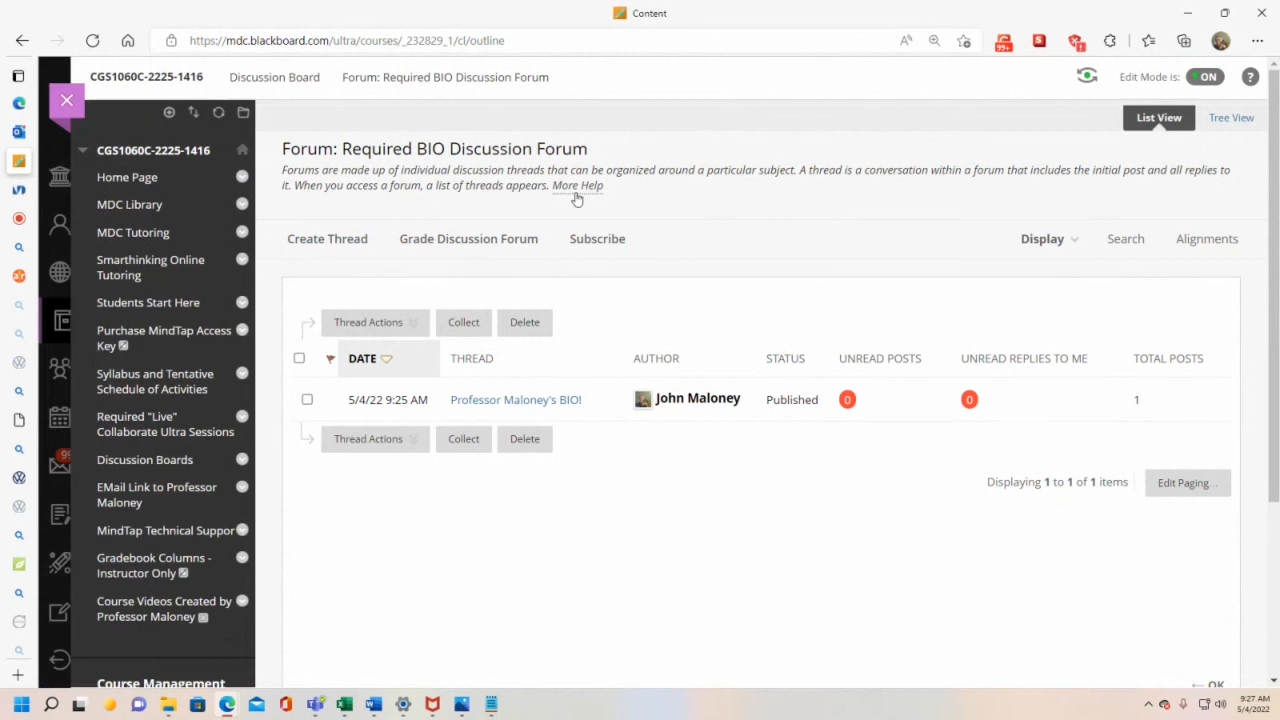 Content
https://mdc.blackboard.com/ultra/courses/_232829_1/cl/outline
99+
CGS1060C-2225-1416
Discussion Board
Forum: Required BIO Discussion Forum
Edit Mode is:
ON
?
List View
Tree View
CGS1060C-2225-1416
Home Page
MDC Library
MDC Tutoring
Smarthinking Online
Tutoring
Students Start Here
Purchase MindTap Access
Key
Syllabus and Tentative
Schedule of Activities
Required "Live"
Collaborate Ultra Sessions
Discussion Boards
EMail Link to Professor
Maloney
MindTap Technical Suppor
Gradebook Columns -
Instructor Only
Course Videos Created by
Professor Maloney
Course Management
99
Forum: Required BIO Discussion Forum
Forums are made up of individual discussion threads that can be organized around a particular subject. A thread is a conversation within a forum that includes the initial post and all replies to
it. When you access a forum, a list of threads appears. More Help
Create Thread
Grade Discussion Forum
Subscribe
Display
Search
Alignments
Thread Actions
Collect
Delete
DATE
THREAD
AUTHOR
STATUS
UNREAD POSTS
UNREAD REPLIES TO ME
TOTAL POSTS
5/4/22 9:25 AM
Professor Maloney's BIO!
John Maloney
Published
0
0
1
Thread Actions
Collect
Delete
Displaying 1 to 1 of 1 items
Edit Paging...
← OK
9:27 AM
5/4/2022